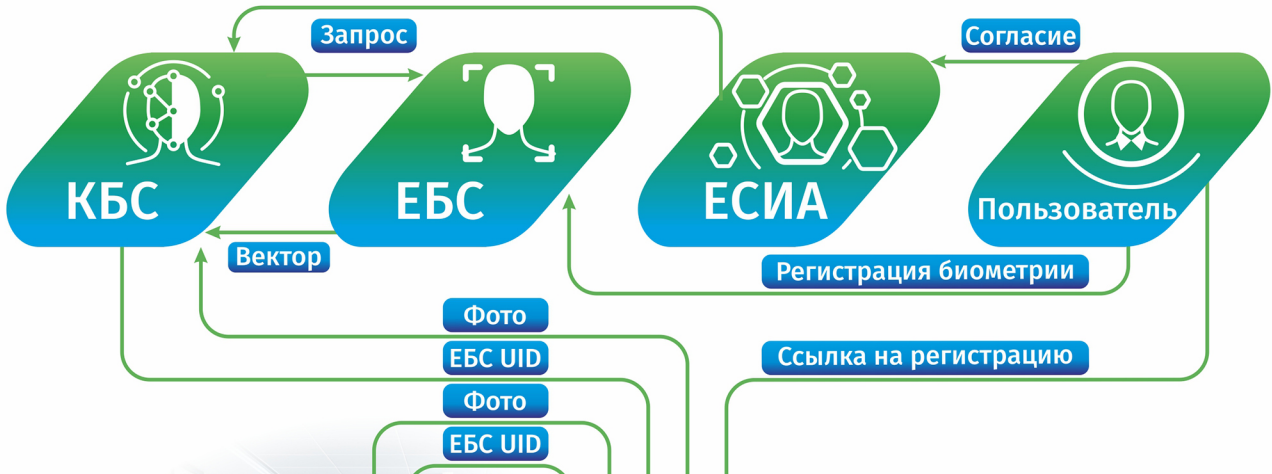 Запрос
Согласие
КБС
ЕБС
ЕСИА
Пользователь
Вектор
Регистрация биометрии
Фото
ЕБС UID
Ссылка на регистрацию
Фото
ЕБС UID